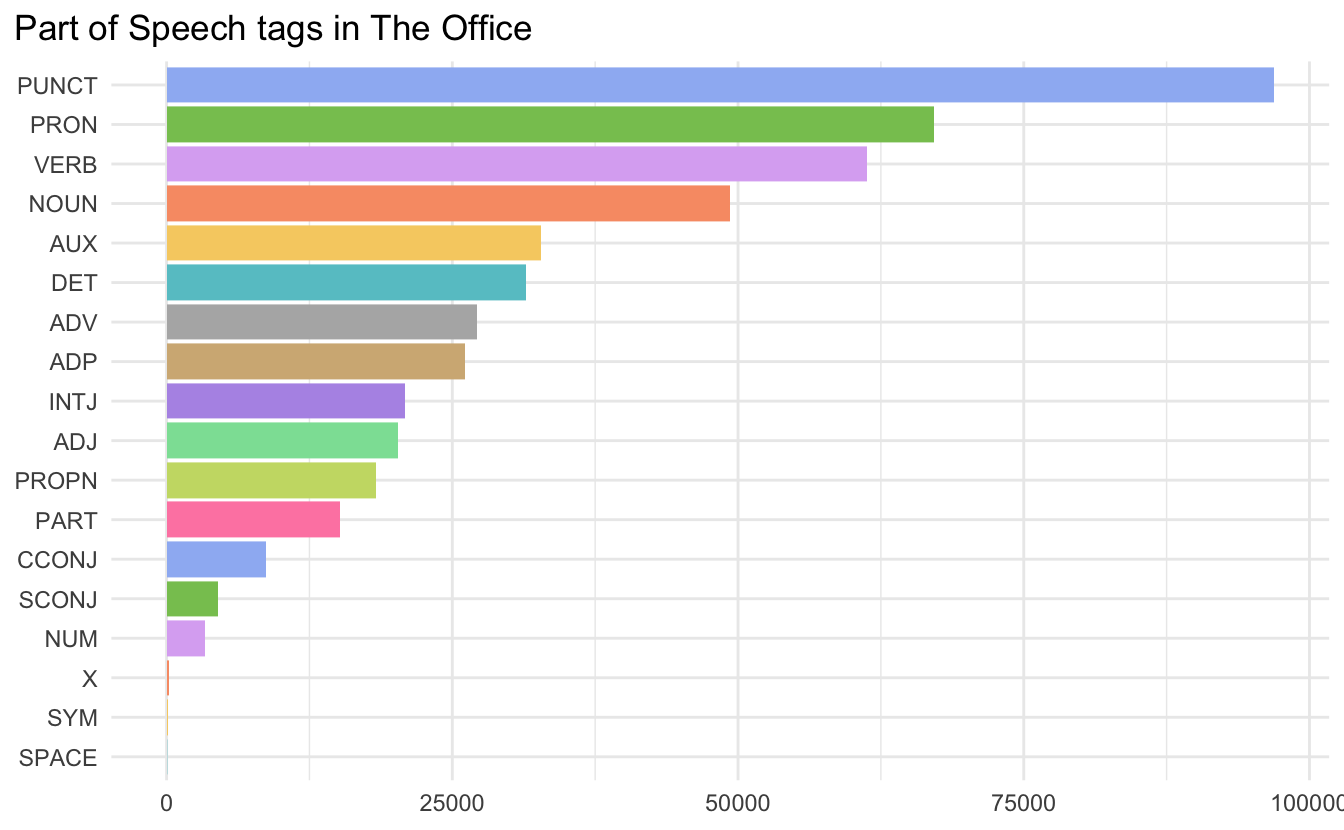 Part of Speech tags in The Office
PUNCT
PRON
VERB
NOUN
AUX
DET
ADV
ADP
INTJ
ADJ
PROPN
PART
CCONJ
SCONJ
NUM
X
SYM
SPACE
0 25000 50000 75000 100000